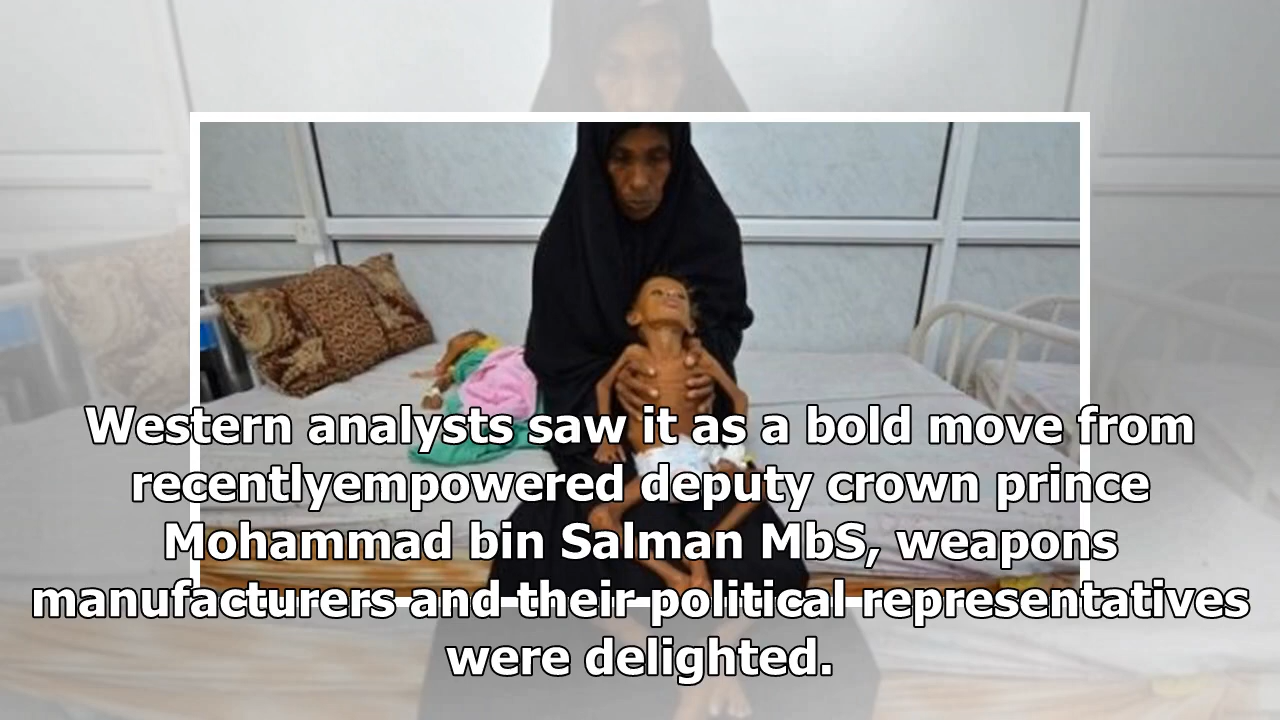 Western analysts saw it as a bold move from
recentlyempowered deputy crown prince
Mohammad bin Salman MbS, weapons
manufacturers and their political representatives
were delighted.